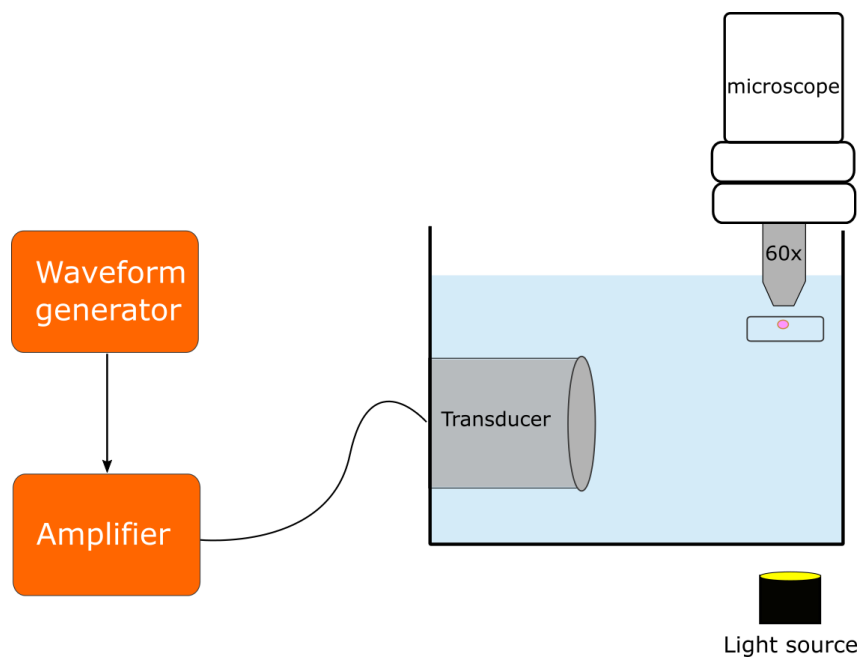 microscope
60x
Waveform
generator
Transducer
Amplifier
Light source